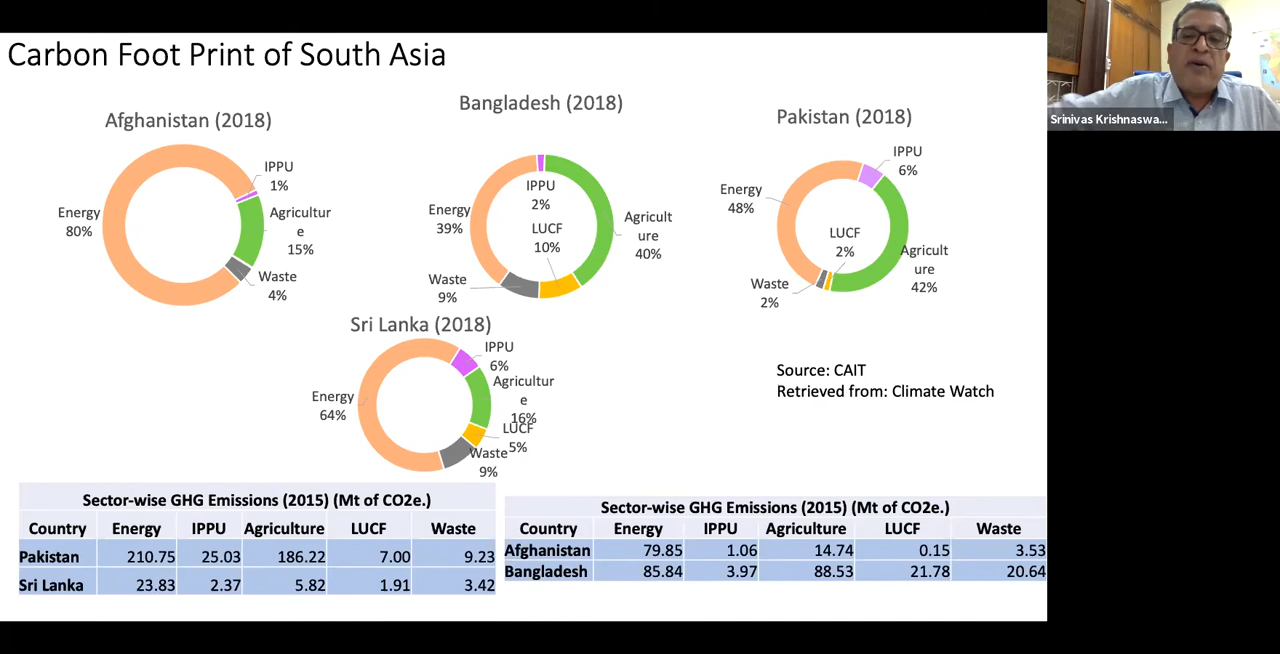 Carbon Foot Print of South Asia
Srinivas Krishnaswa...
Afghanistan (2018)
IPPU
1%
Energy
80%
Agricultur
e
15%
Waste
4%
Bangladesh (2018)
IPPU
2%
Energy
39%
LUCF
10%
Agricult
ure
40%
Waste
9%
Pakistan (2018)
IPPU
6%
Energy
48%
LUCF
2%
Agricult
ure
42%
Waste
2%
Sri Lanka (2018)
IPPU
6%
Agricultur
e
16%
Energy
64%
LUCF
5%
Waste
9%
Source: CAIT
Retrieved from: Climate Watch
Sector-wise GHG Emissions (2015) (Mt of CO2e.)
Country Energy IPPU Agriculture LUCF Waste
Pakistan 210.75 25.03 186.22 7.00 9.23
Sri Lanka 23.83 2.37 5.82 1.91 3.42
Sector-wise GHG Emissions (2015) (Mt of CO2e.)
Country Energy IPPU Agriculture LUCF Waste
Afghanistan 79.85 1.06 14.74 0.15 3.53
Bangladesh 85.84 3.97 88.53 21.78 20.64